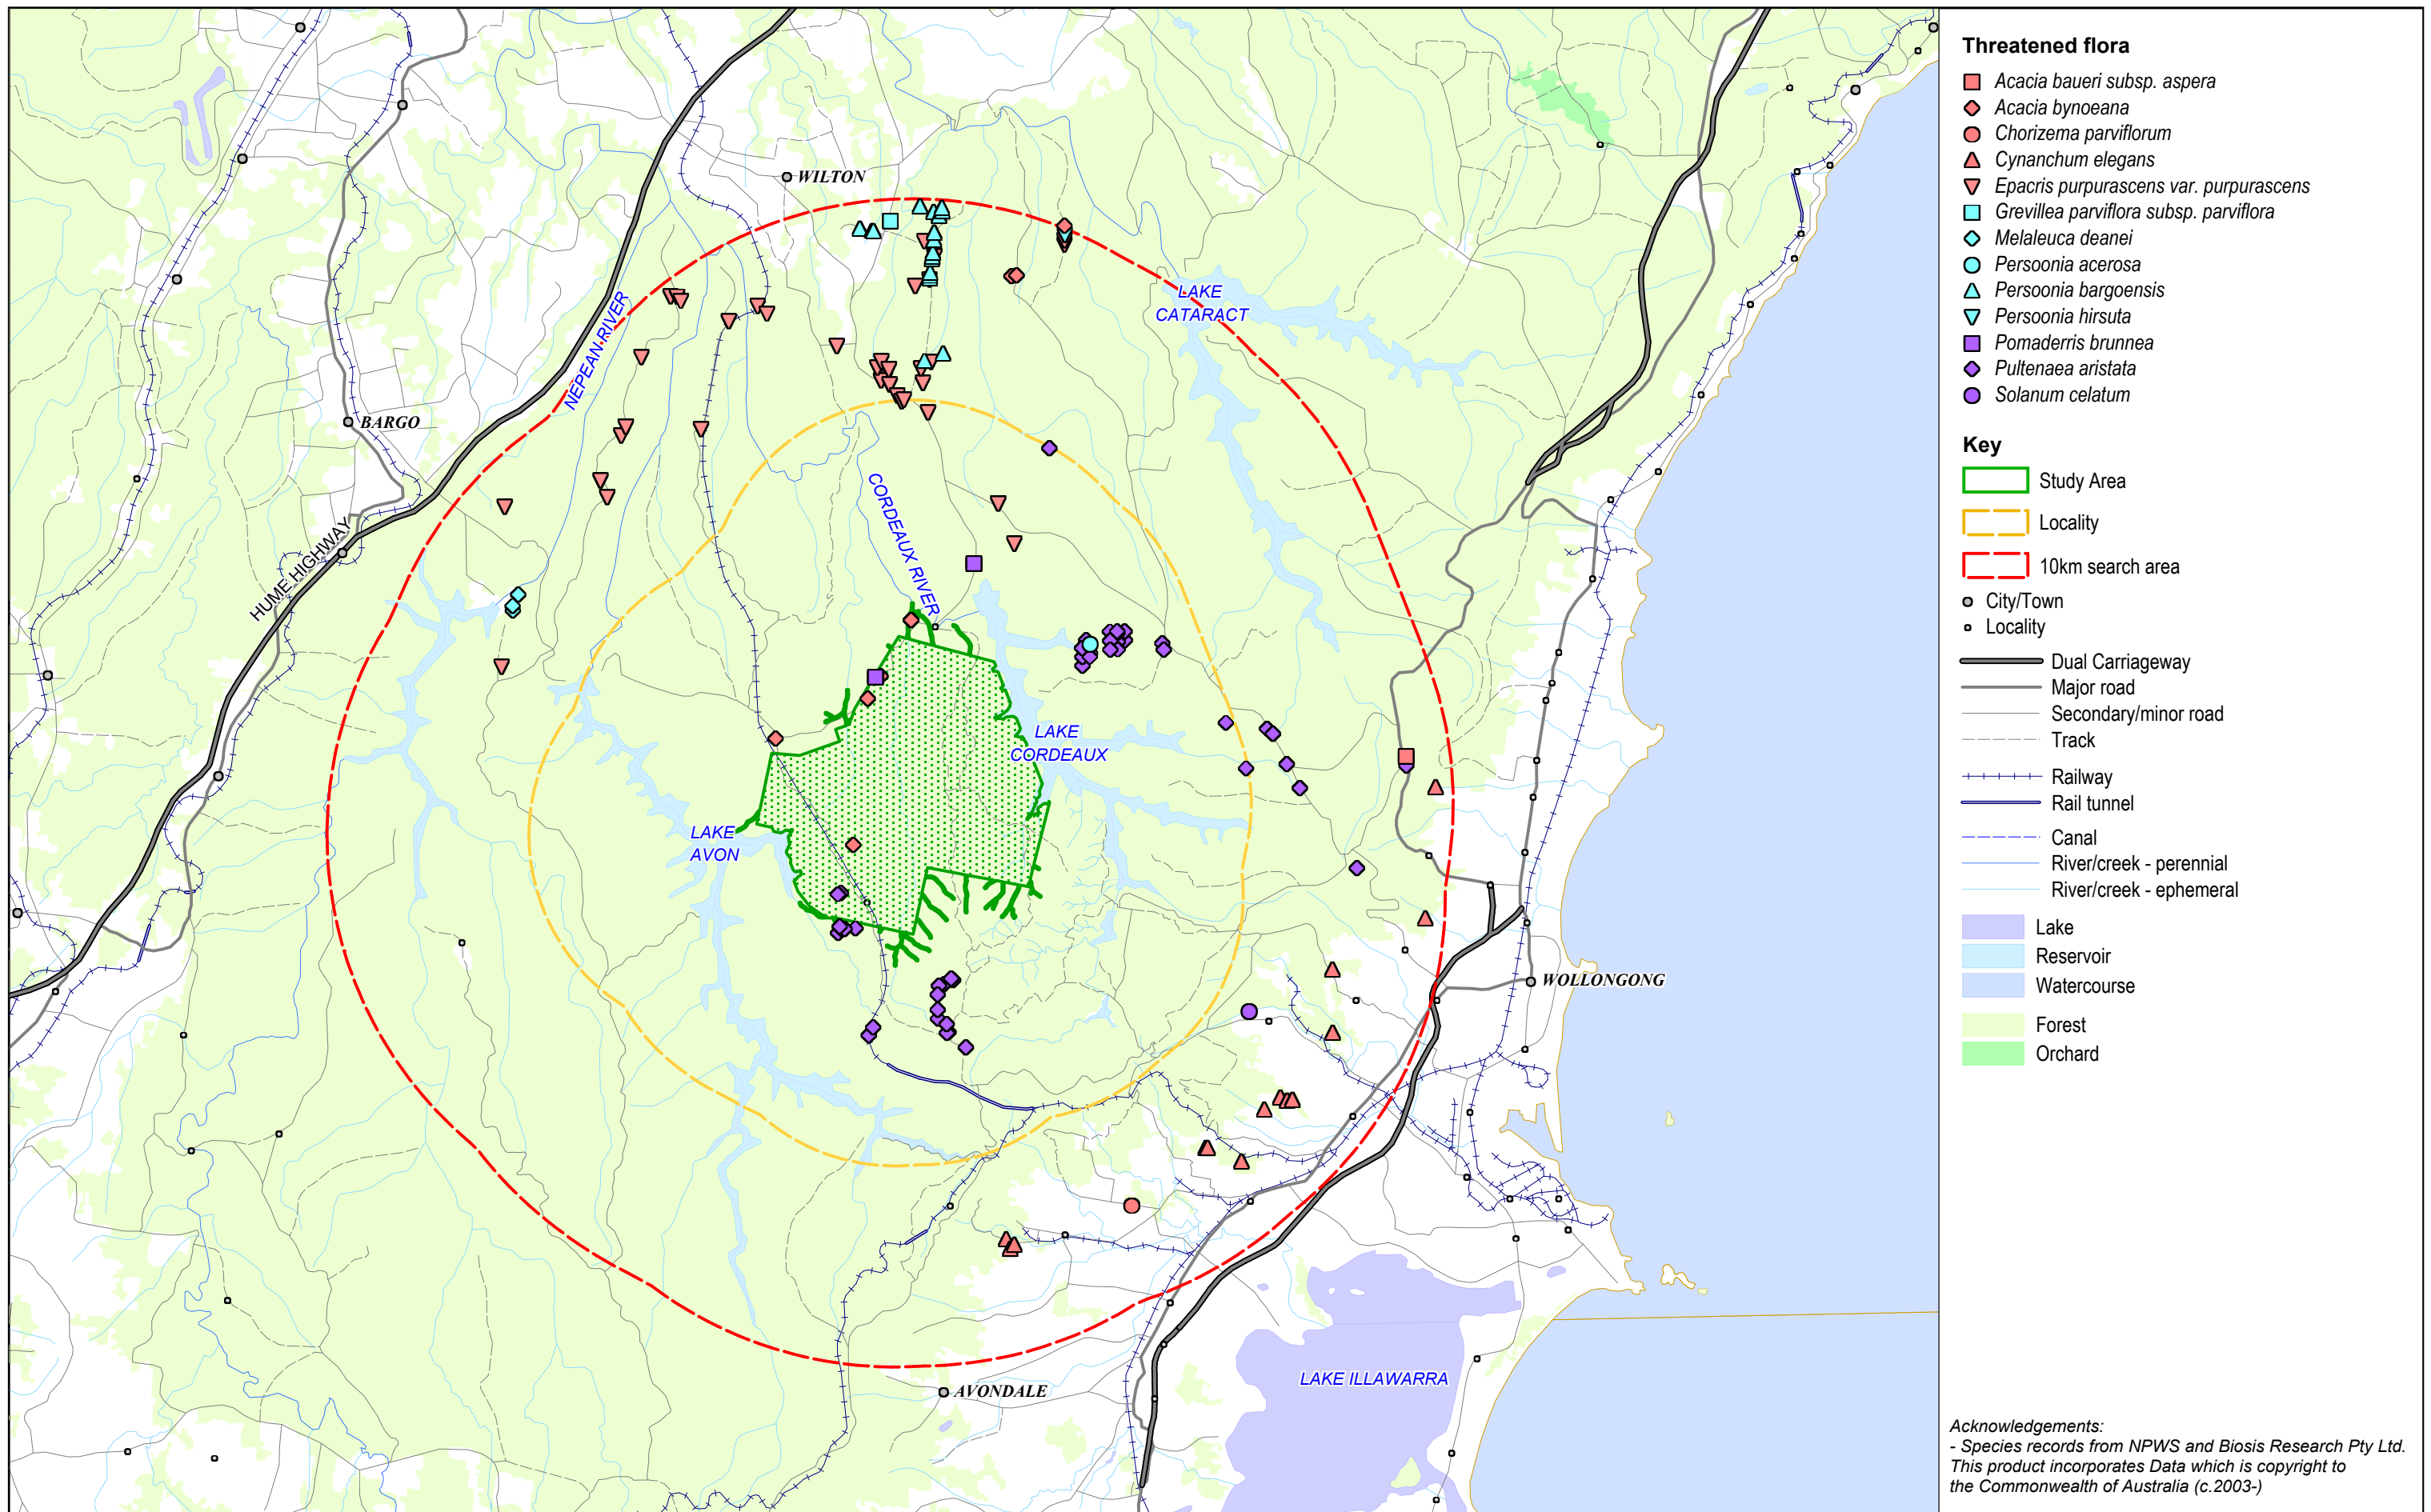 WILTON
LAKE
CATARACT
NEPEAN RIVER
BARGO
CORDEAUX RIVER
HUME HIGHWAY
LAKE
CORDEAUX
LAKE
AVON
WOLLONGONG
LAKE ILLAWARRA
AVONDALE
Threatened flora
Acacia baueri subsp. aspera
Acacia bynoeana
Chorizema parviflorum
Cynanchum elegans
Epacris purpurascens var. purpurascens
Grevillea parviflora subsp. parviflora
Melaleuca deanei
Persoonia acerosa
Persoonia bargoensis
Persoonia hirsuta
Pomaderris brunnea
Pultenaea aristata
Solanum celatum
Key
Study Area
Locality
10km search area
City/Town
Locality
Dual Carriageway
Major road
Secondary/minor road
Track
Railway
Rail tunnel
Canal
River/creek - perennial
River/creek - ephemeral
Lake
Reservoir
Watercourse
Forest
Orchard
Acknowledgements:
- Species records from NPWS and Biosis Research Pty Ltd.
This product incorporates Data which is copyright to
the Commonwealth of Australia (c.2003-)